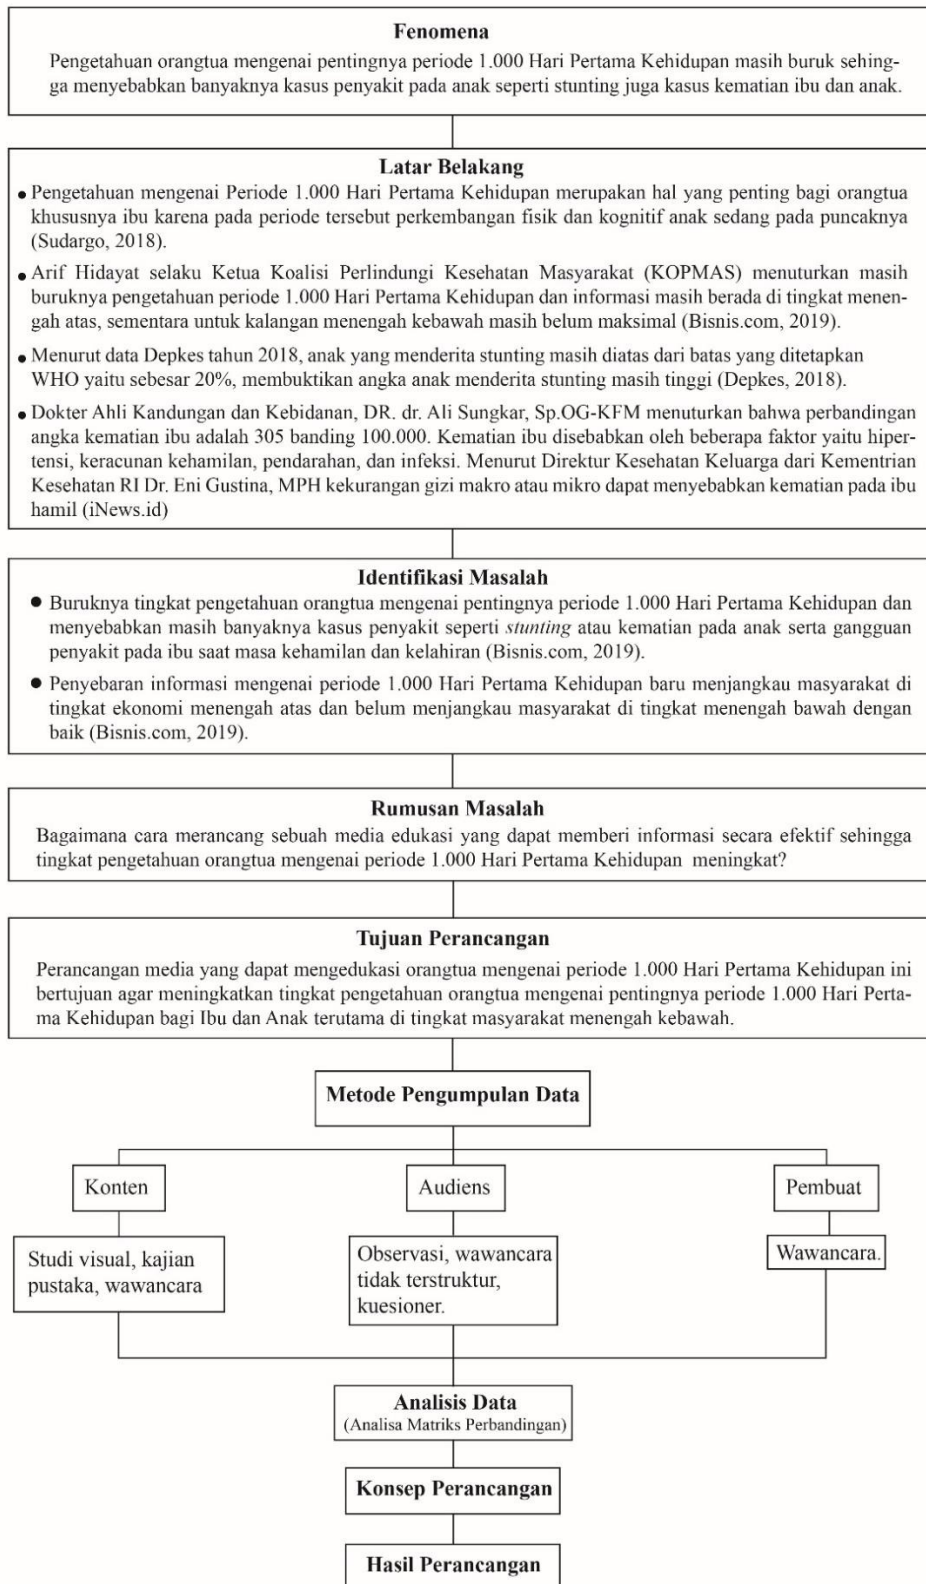 Fenomena
Pengetahuan orangtua mengenai pentingnya periode 1.000 Hari Pertama Kehidupan masih buruk sehing-
ga menyebabkan banyaknya kasus penyakit pada anak seperti stunting juga kasus kematian ibu dan anak.
Latar Belakang
• Pengetahuan mengenai Periode 1.000 Hari Pertama Kehidupan merupakan hal yang penting bagi orangtua
khususnya ibu karena pada periode tersebut perkembangan fisik dan kognitif anak sedang pada puncaknya
(Sudargo, 2018).
• Arif Hidayat selaku Ketua Koalisi Perlindungi Kesehatan Masyarakat (KOPMAS) menuturkan masih
buruknya pengetahuan periode 1.000 Hari Pertama Kehidupan dan informasi masih berada di tingkat menen-
gah atas, sementara untuk kalangan menengah kebawah masih belum maksimal (Bisnis.com, 2019).
• Menurut data Depkes tahun 2018, anak yang menderita stunting masih diatas dari batas yang ditetapkan
WHO yaitu sebesar 20%, membuktikan angka anak menderita stunting masih tinggi (Depkes, 2018).
• Dokter Ahli Kandungan dan Kebidanan, DR. dr. Ali Sungkar, Sp.OG-KFM menuturkan bahwa perbandingan
angka kematian ibu adalah 305 banding 100.000. Kematian ibu disebabkan oleh beberapa faktor yaitu hiper-
tensi, keracunan kehamilan, pendarahan, dan infeksi. Menurut Direktur Kesehatan Keluarga dari Kementrian
Kesehatan RI Dr. Eni Gustina, MPH kekurangan gizi makro atau mikro dapat menyebabkan kematian pada ibu
hamil (iNews.id)
Identifikasi Masalah
• Buruknya tingkat pengetahuan orangtua mengenai pentingnya periode 1.000 Hari Pertama Kehidupan dan
menyebabkan masih banyaknya kasus penyakit seperti stunting atau kematian pada anak serta gangguan
penyakit pada ibu saat masa kehamilan dan kelahiran (Bisnis.com, 2019).
• Penyebaran informasi mengenai periode 1.000 Hari Pertama Kehidupan baru menjangkau masyarakat di
tingkat ekonomi menengah atas dan belum menjangkau masyarakat di tingkat menengah bawah dengan
baik (Bisnis.com, 2019).
Rumusan Masalah
Bagaimana cara merancang sebuah media edukasi yang dapat memberi informasi secara efektif sehingga
tingkat pengetahuan orangtua mengenai periode 1.000 Hari Pertama Kehidupan meningkat?
Tujuan Perancangan
Perancangan media yang dapat mengedukasi orangtua mengenai periode 1.000 Hari Pertama Kehidupan ini
bertujuan agar meningkatkan tingkat pengetahuan orangtua mengenai pentingnya periode 1.000 Hari Perta-
ma Kehidupan bagi Ibu dan Anak terutama di tingkat masyarakat menengah kebawah.
Metode Pengumpulan Data
Konten
Audiens
Pembuat
Studi visual, kajian
pustaka, wawancara
Observasi, wawancara
tidak terstruktur,
kuesioner.
Wawancara.
Analisis Data
(Analisa Matriks Perbandingan)
Konsep Perancangan
Hasil Perancangan